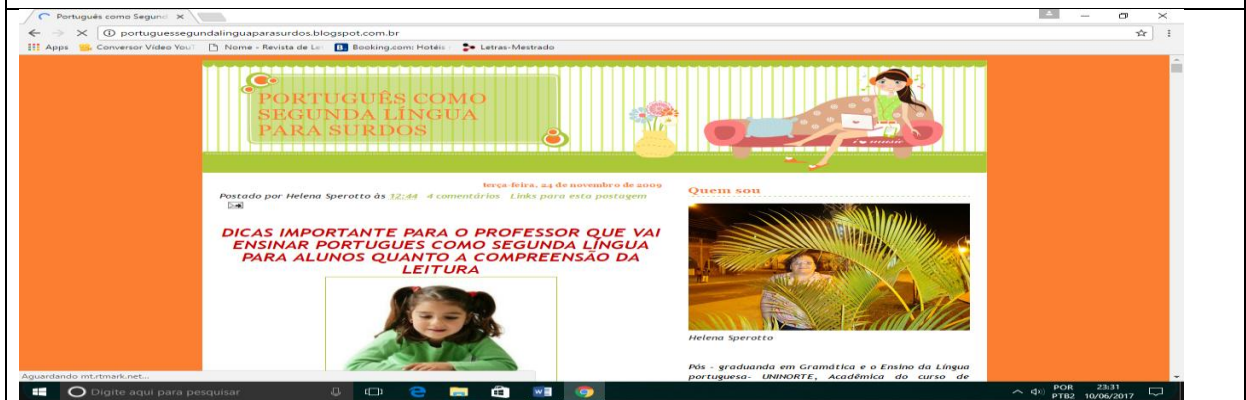 Português como Segund
portuguessegundalinguaparasurdos.blogspot.com.br
Apps Conversor Vídeo You Nome - Revista de Le Booking.com: Hotéis Letras-Mestrado
PORTUGUÊS COMO
SEGUNDA LÍNGUA
PARA SURDOS
I ♥ music
terça-feira, 24 de novembro de 2009
Postado por Helena Sperotto às 12:44 4 comentários Links para esta postagem
DICAS IMPORTANTE PARA O PROFESSOR QUE VAI
ENSINAR PORTUGUES COMO SEGUNDA LÍNGUA
PARA ALUNOS QUANTO A COMPREENSÃO DA
LEITURA
Quem sou
Helena Sperotto
Pós - graduanda em Gramática e o Ensino da Língua
portuguesa- UNINORTE, Acadêmica do curso de
Aguardando mt.rtmark.net...
Digite aqui para pesquisar
POR 23:31
PTB2 10/06/2017